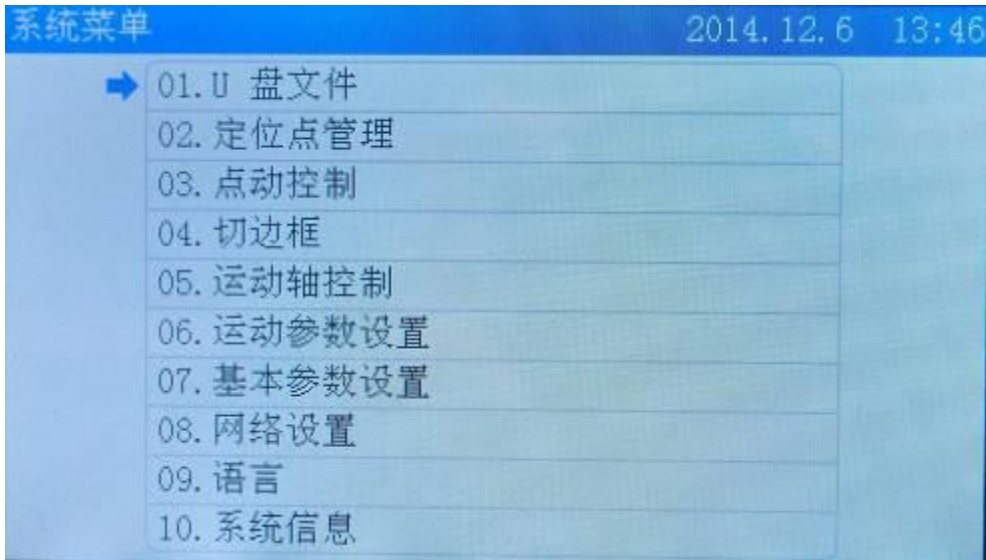 系统菜单 2014.12.6 13:46
01.U 盘文件
02.定位点管理
03.点动控制
04.切边框
05.运动轴控制
06.运动参数设置
07.基本参数设置
08.网络设置
09.语言
10.系统信息